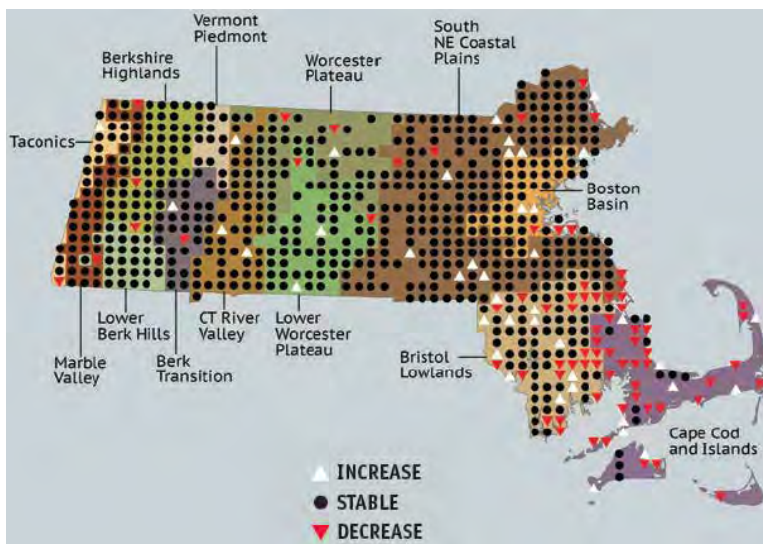 Vermont
Piedmont
South
NE Coastal
Plains
Berkshire
Highlands
Worcester
Plateau
Taconics
Boston
Basin
Lower
Berk Hills
CT River
Valley
Lower
Worcester
Plateau
Bristol
Lowlands
Marble
Valley
Berk
Transition
Cape Cod
and Islands
INCREASE
STABLE
DECREASE